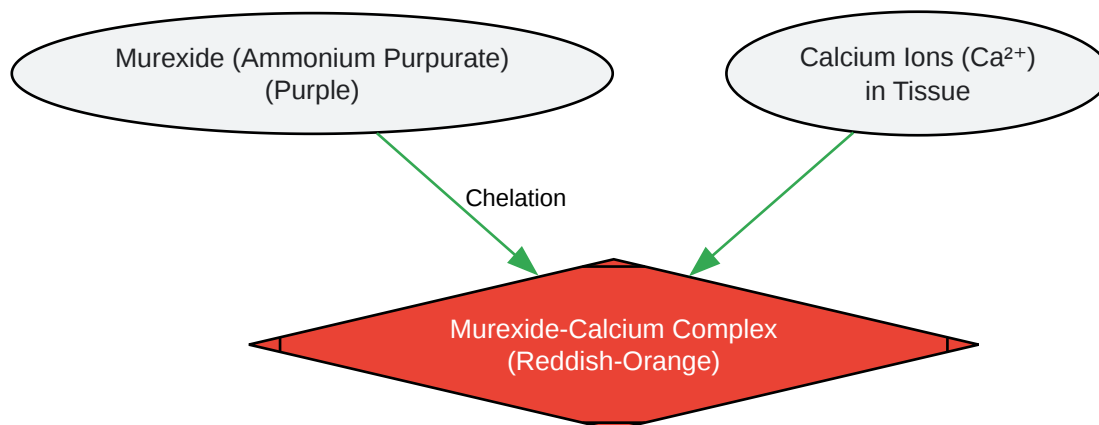 Murexide (Ammonium Purpurate)
(Purple)
Calcium Ions (Ca²⁺)
in Tissue
Chelation
Murexide-Calcium Complex
(Reddish-Orange)